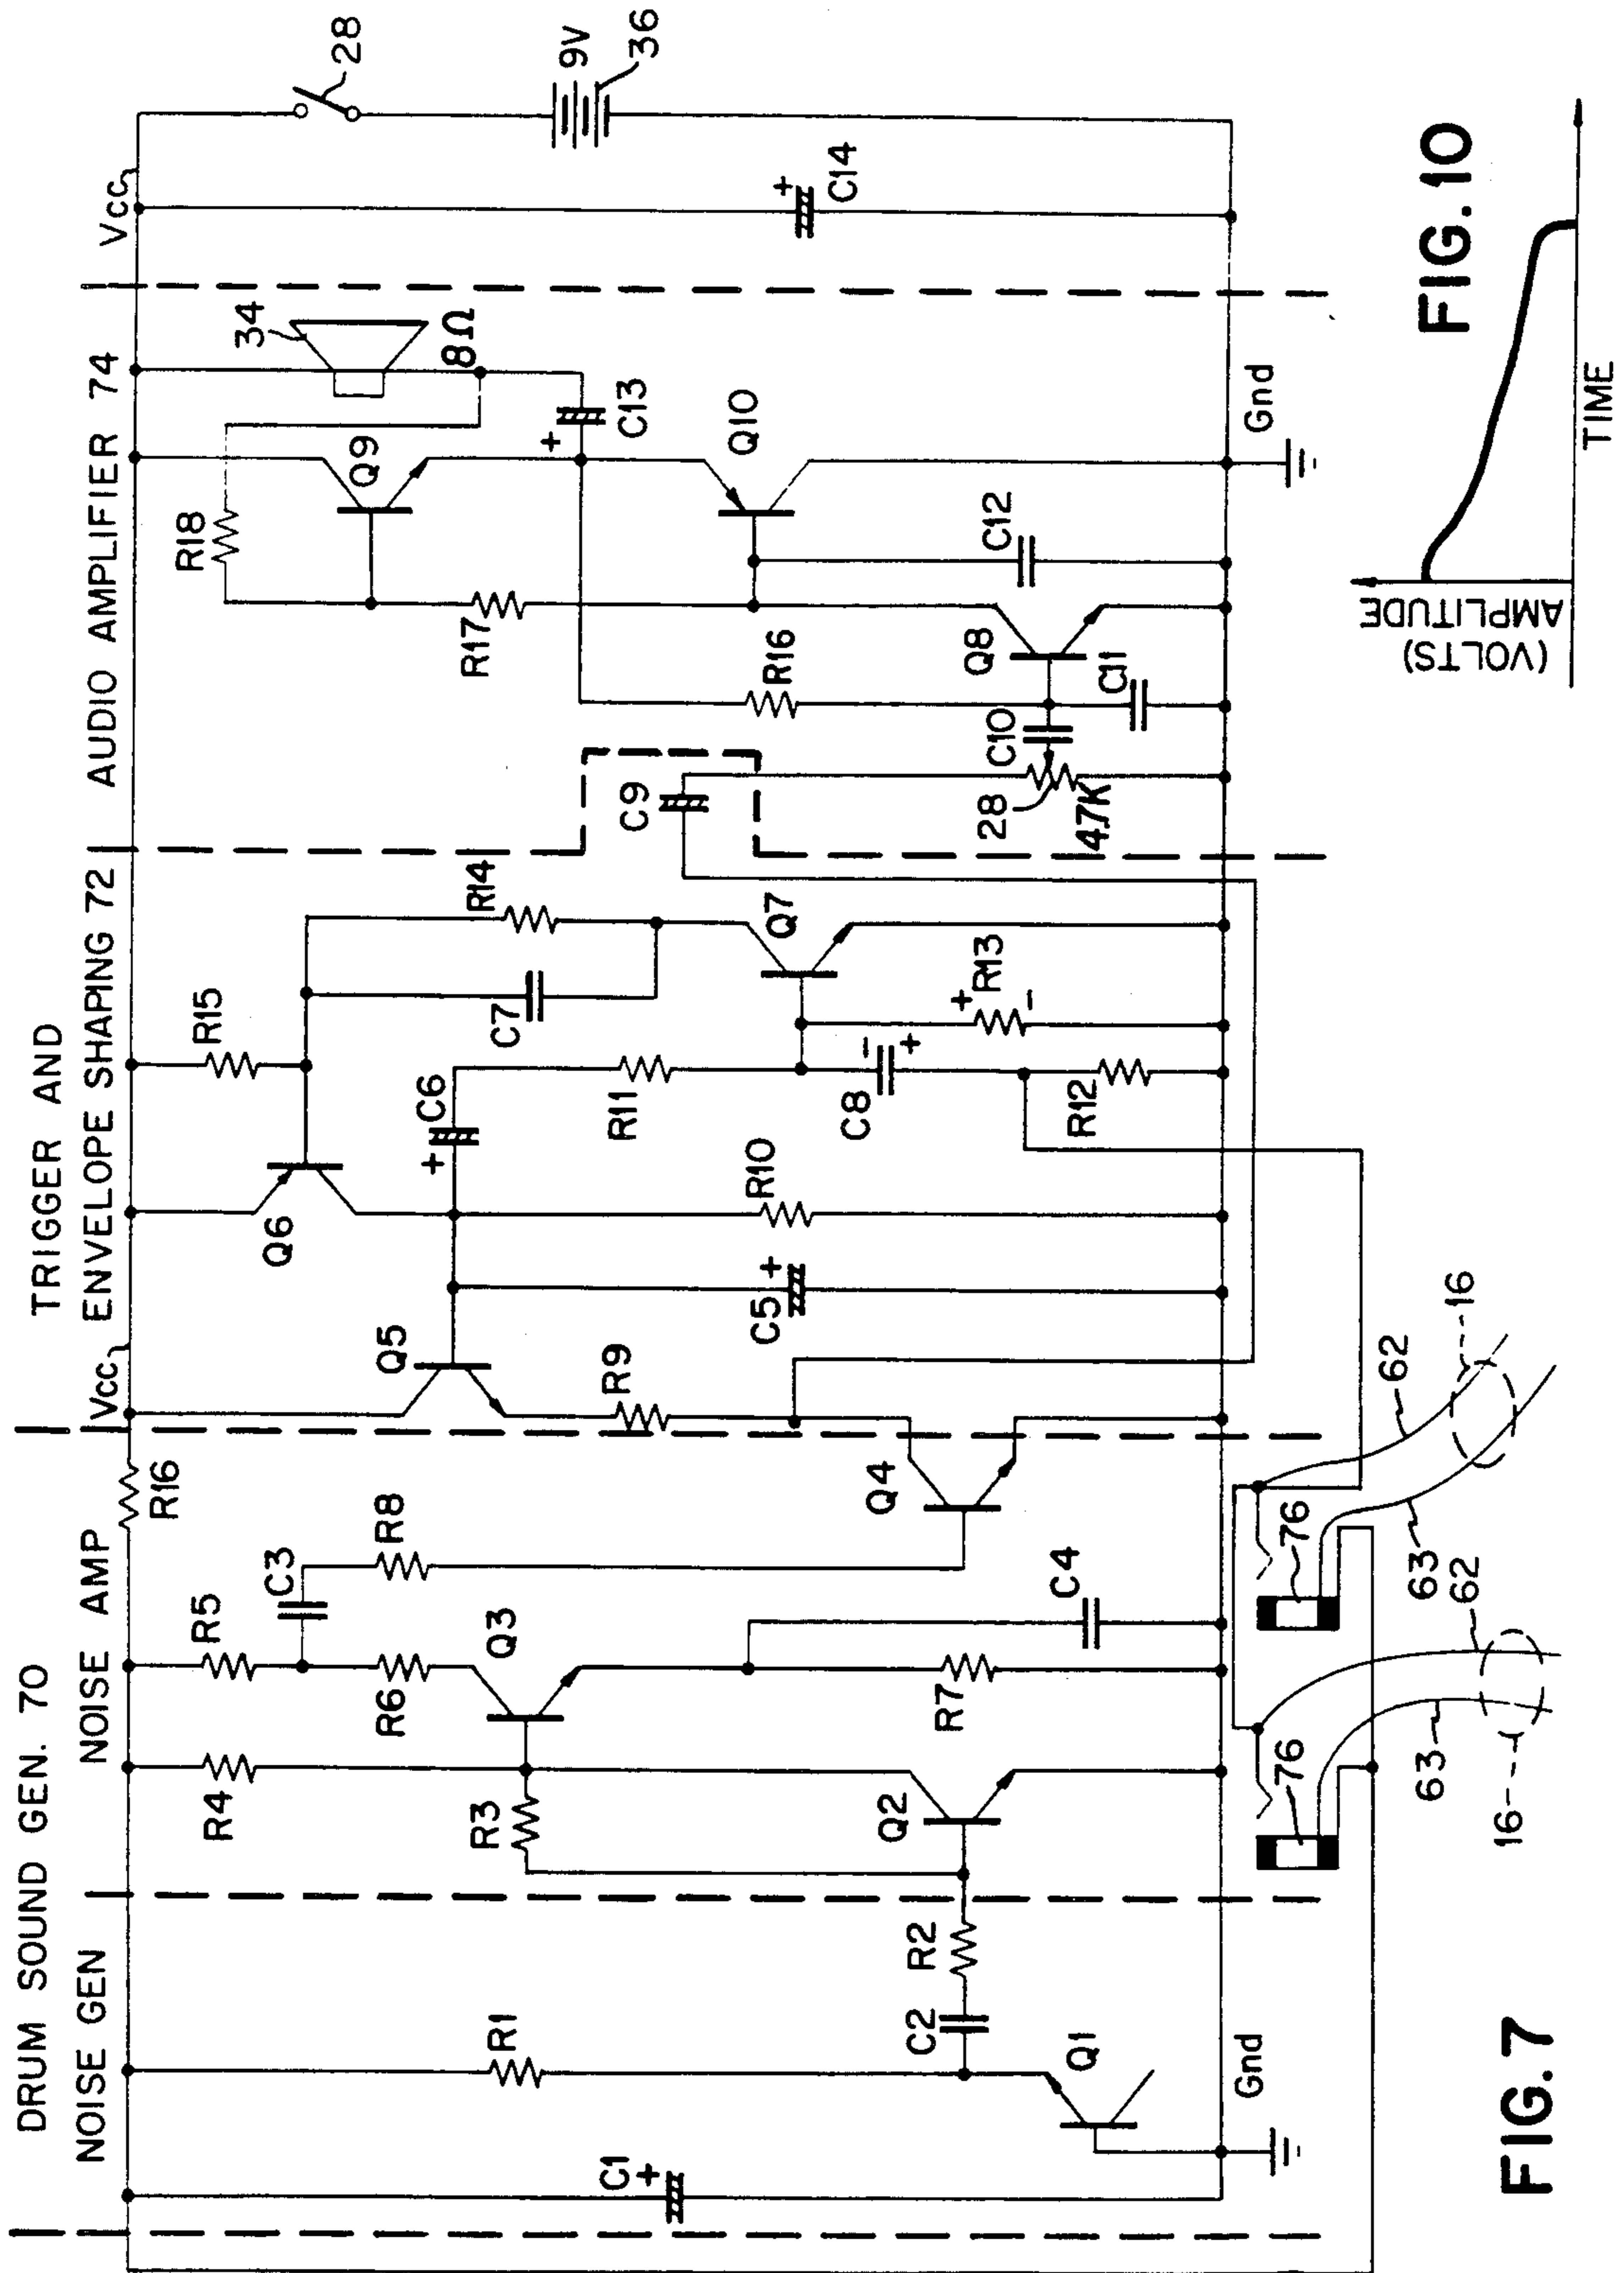 DRUM SOUND GEN. 70
NOISE GEN
NOISE AMP
TRIGGER AND
ENVELOPE SHAPING 72
AUDIO AMPLIFIER 74
Vcc
Vcc
R16
R15
R5
R4
C3
R8
R6
Q3
R3
R1
C1
+
C2
R2
Q1
Q2
R7
C4
Q4
Gnd
Q6
Q5
R9
C5
+
C6
+
R10
R11
C7
R14
Q7
C8
-
+
R13
+
-
R12
C9
R18
Q9
34
8Ω
R17
+
C13
Q10
R16
Q8
C12
C10
C11
28
47K
Gnd
C14
+
28
9V
36
76
76
63
62
63
62
16
16
FIG. 7
FIG. 10
AMPLITUDE
(VOLTS)
TIME